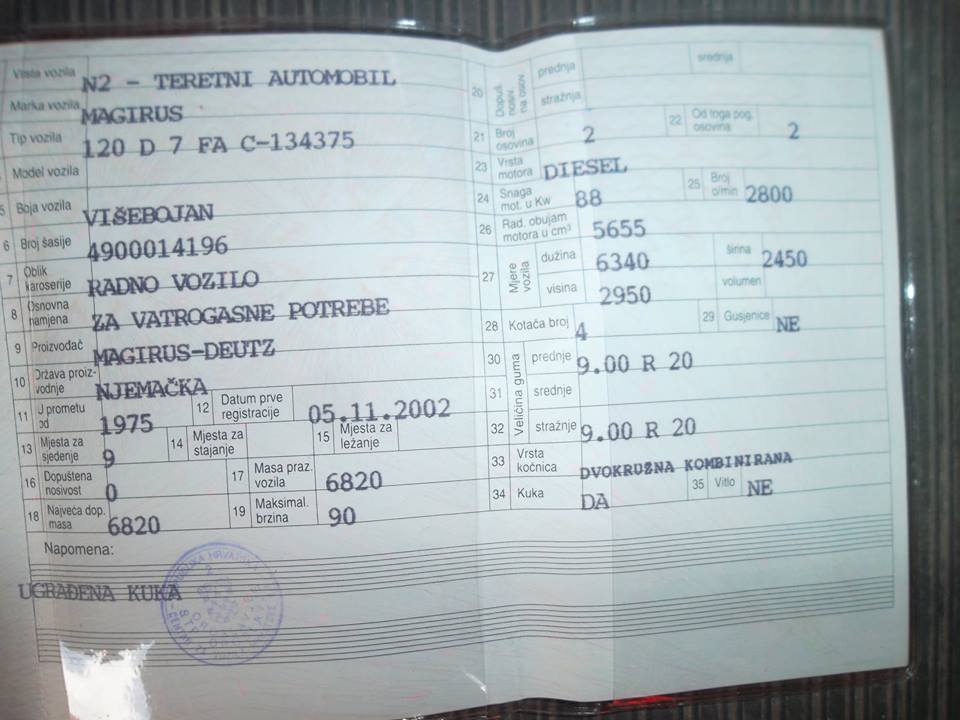 Vrsta vozila N2 - TERETNI AUTOMOBIL
Marka vozila MAGIRUS
Tip vozila 120 D 7 FA C-134375
Model vozila
5 Boja vozila VIŠEBOJAN
6 Broj šasije 4900014196
7 Oblik karoserije RADNO VOZILO
8 Osnovna namjena ZA VATROGASNE POTREBE
9 Proizvođač MAGIRUS-DEUTZ
10 Država proiz-vodnje NJEMAČKA
11 U prometu od 1975 12 Datum prve registracije 05.11.2002
13 Mjesta za sjedenje 9 14 Mjesta za stajanje 15 Mjesta za ležanje
16 Dopuštena nosivost 0 17 Masa praz. vozila 6820
18 Najveća dop. masa 6820 19 Maksimal. brzina 90
Napomena:
UGRAĐENA KUKA
20 Dopuš. nosiv. na osov. prednja srednja
stražnja
21 Broj osovina 2 22 Od toga pog. osovina 2
23 Vrsta motora DIESEL
24 Snaga mot. u Kw 88 25 Broj o/min 2800
26 Rad. obujam motora u cm³ 5655
27 Mjere vozila dužina 6340 širina 2450
visina 2950 volumen
28 Kotača broj 4 29 Gusjenice NE
Veličina guma
30 prednje 9.00 R 20
31 srednje
32 stražnje 9.00 R 20
33 Vrsta kočnica DVOKRUŽNA KOMBINIRANA
34 Kuka DA 35 Vitlo NE